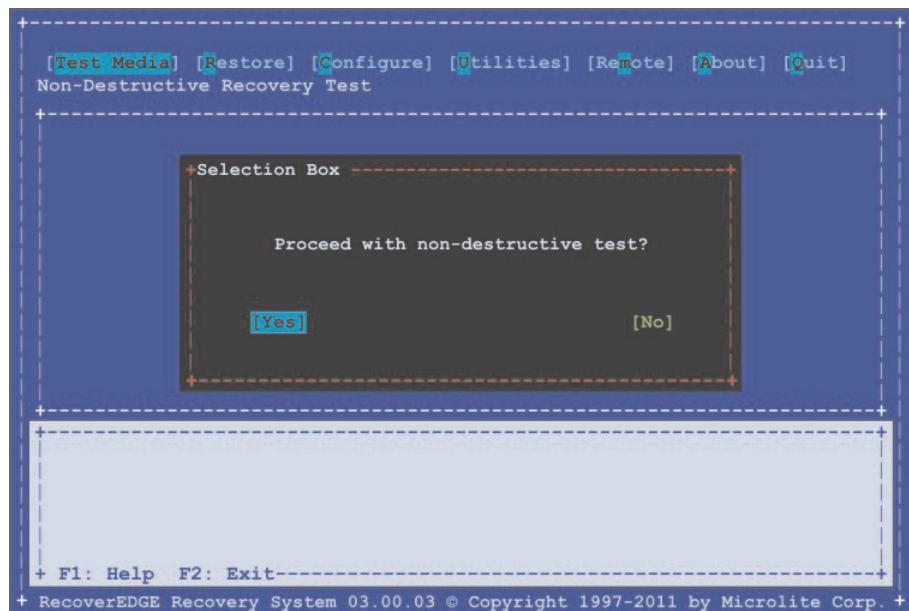 [Test Media] [Restore] [Configure] [Utilities] [Remote] [About] [Quit]
Non-Destructive Recovery Test
Selection Box
Proceed with non-destructive test?
[Yes] [No]
F1: Help F2: Exit
RecoverEDGE Recovery System 03.00.03 © Copyright 1997-2011 by Microlite Corp.